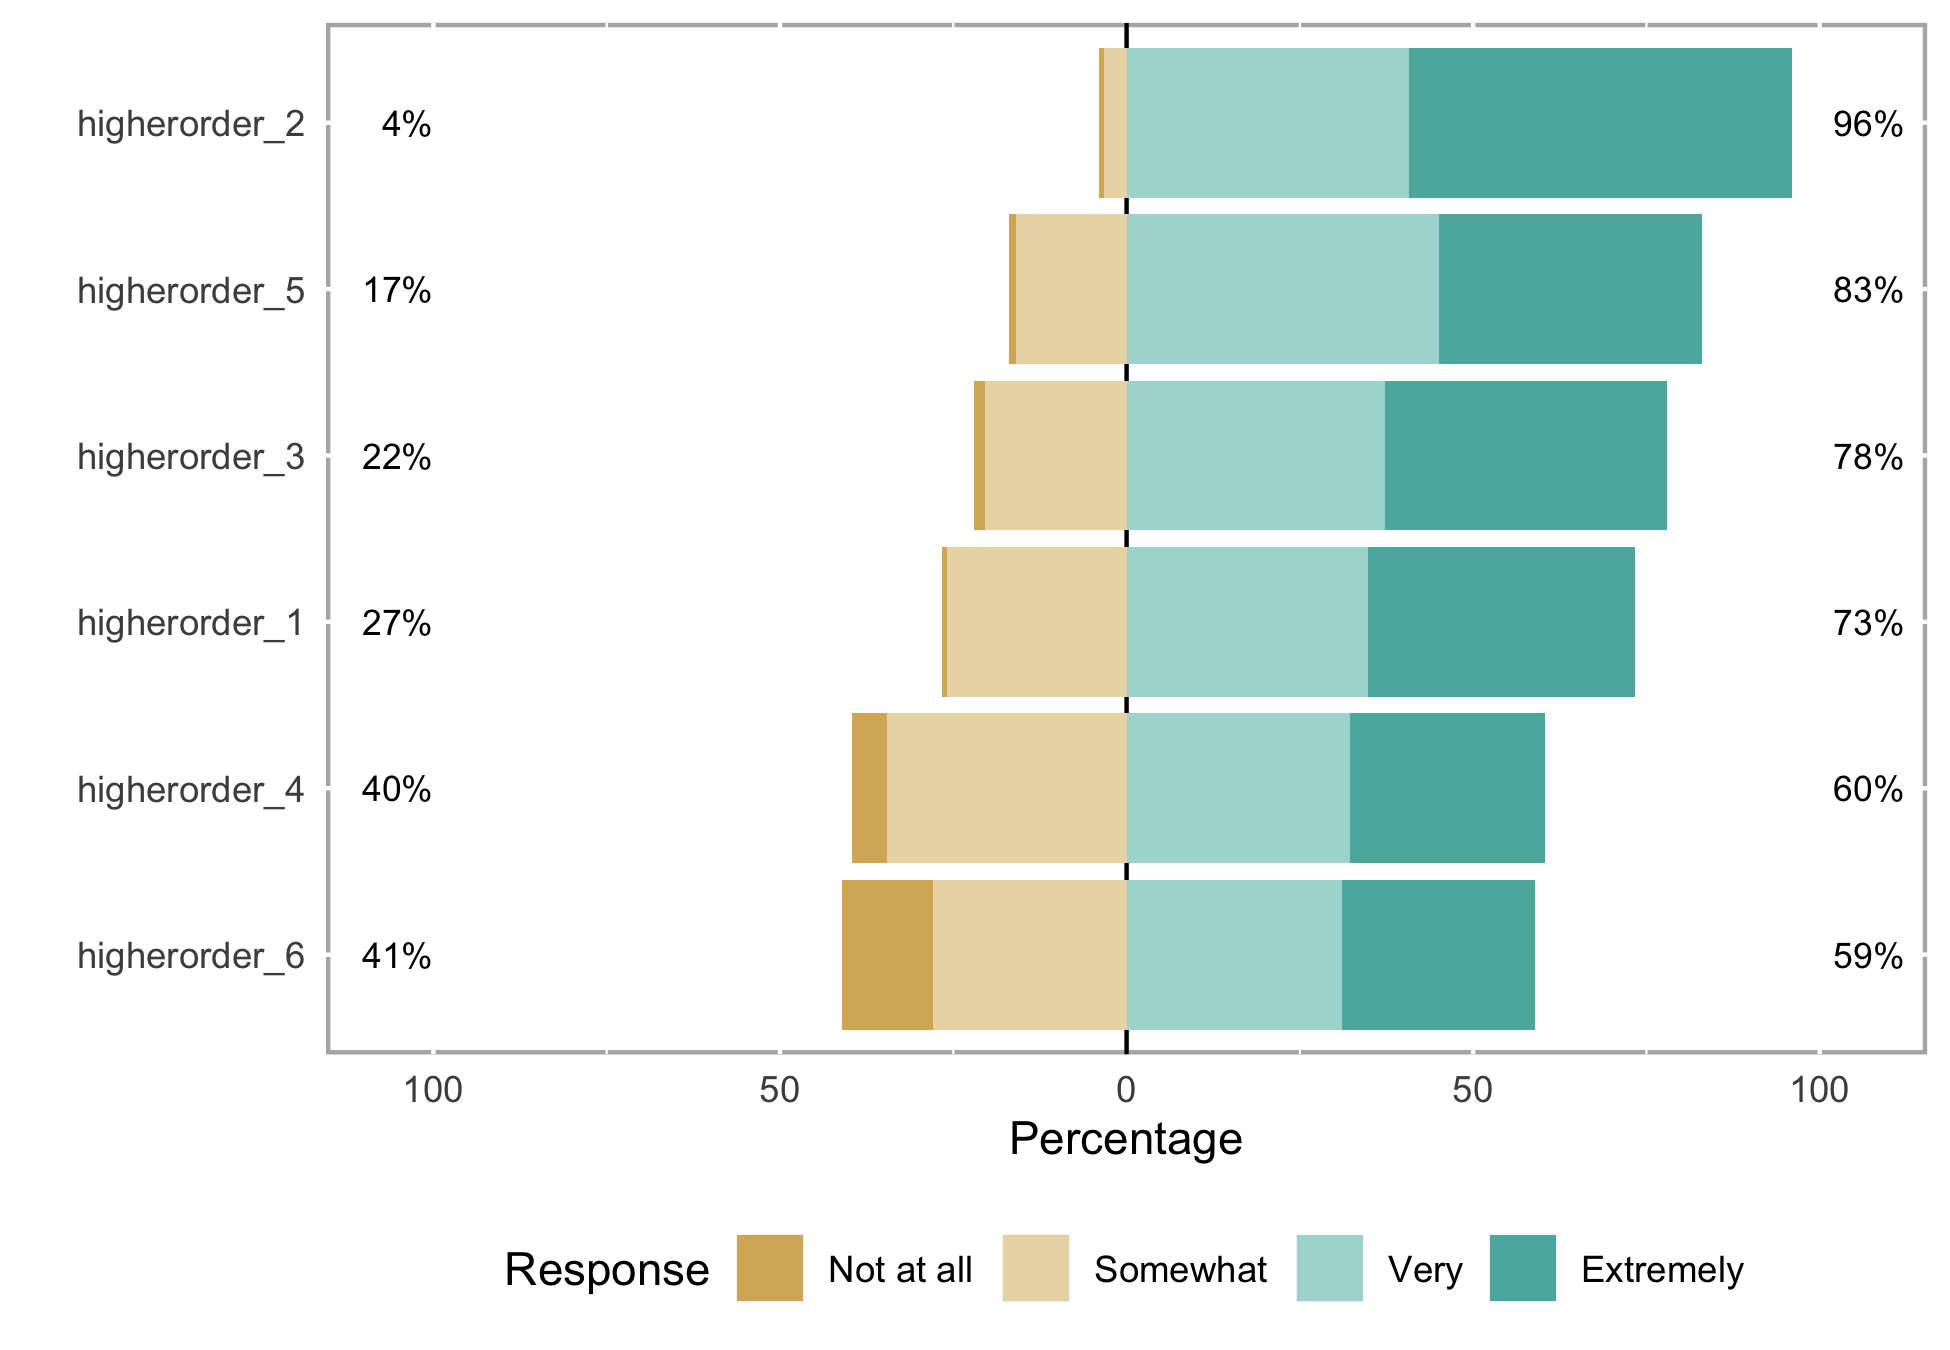 higherorder_2 4% 96%
higherorder_5 17% 83%
higherorder_3 22% 78%
higherorder_1 27% 73%
higherorder_4 40% 60%
higherorder_6 41% 59%
100 50 0 50 100
Percentage
Response Not at all Somewhat Very Extremely